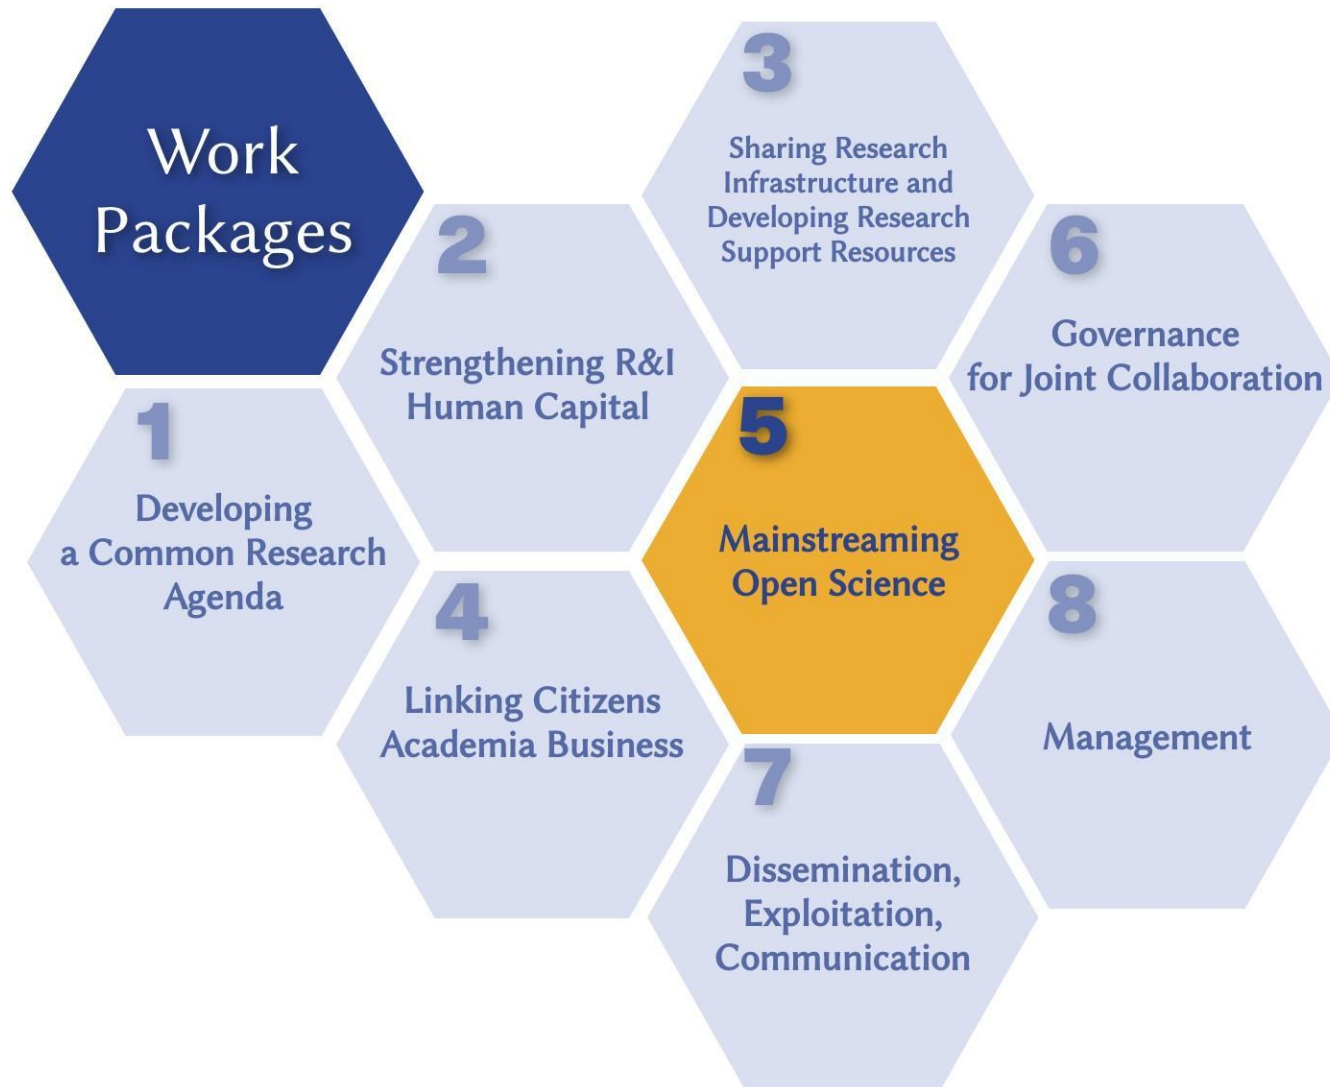 Work
Packages
1
Developing
a Common Research
Agenda
2
Strengthening R&I
Human Capital
3
Sharing Research
Infrastructure and
Developing Research
Support Resources
4
Linking Citizens
Academia Business
5
Mainstreaming
Open Science
6
Governance
for Joint Collaboration
7
Dissemination,
Exploitation,
Communication
8
Management